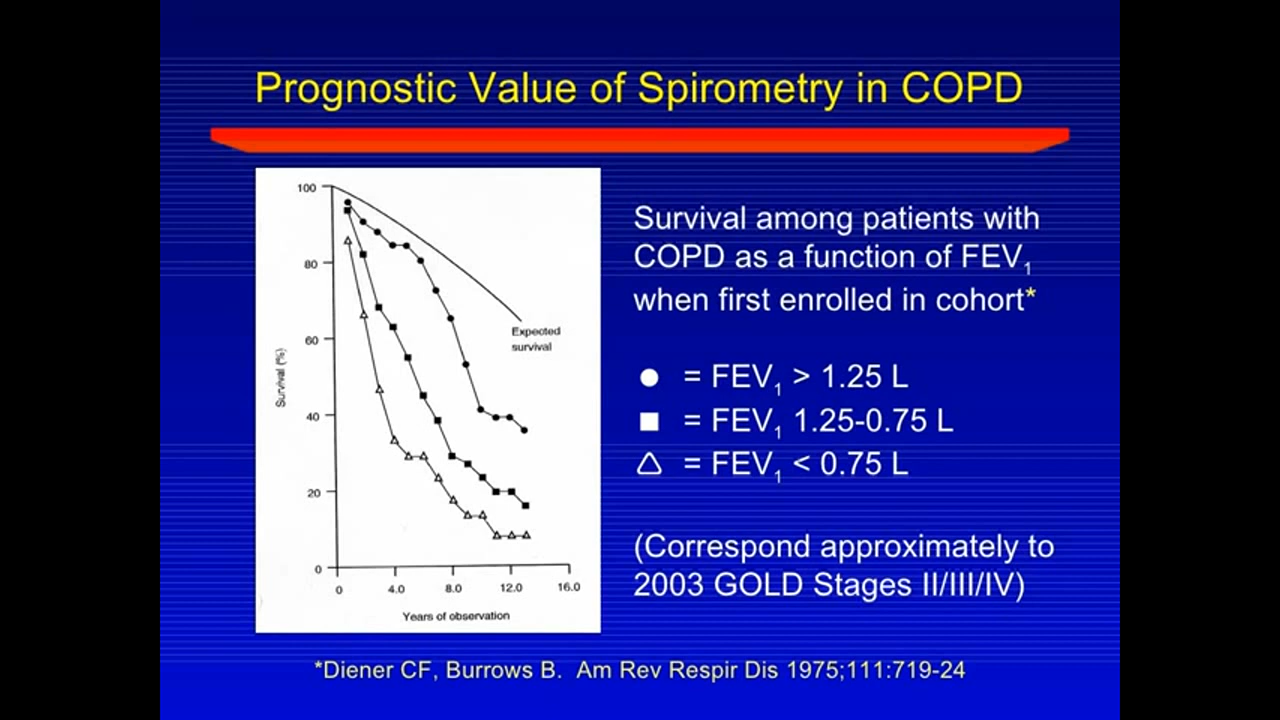 Prognostic Value of Spirometry in COPD
100
80
60
40
20
0
Survival (%)
Expected
survival
0 4.0 8.0 12.0 16.0
Years of observation
Survival among patients with
COPD as a function of FEV1
when first enrolled in cohort*
= FEV1 > 1.25 L
= FEV1 1.25-0.75 L
= FEV1 < 0.75 L
(Correspond approximately to
2003 GOLD Stages II/III/IV)
*Diener CF, Burrows B. Am Rev Respir Dis 1975;111:719-24